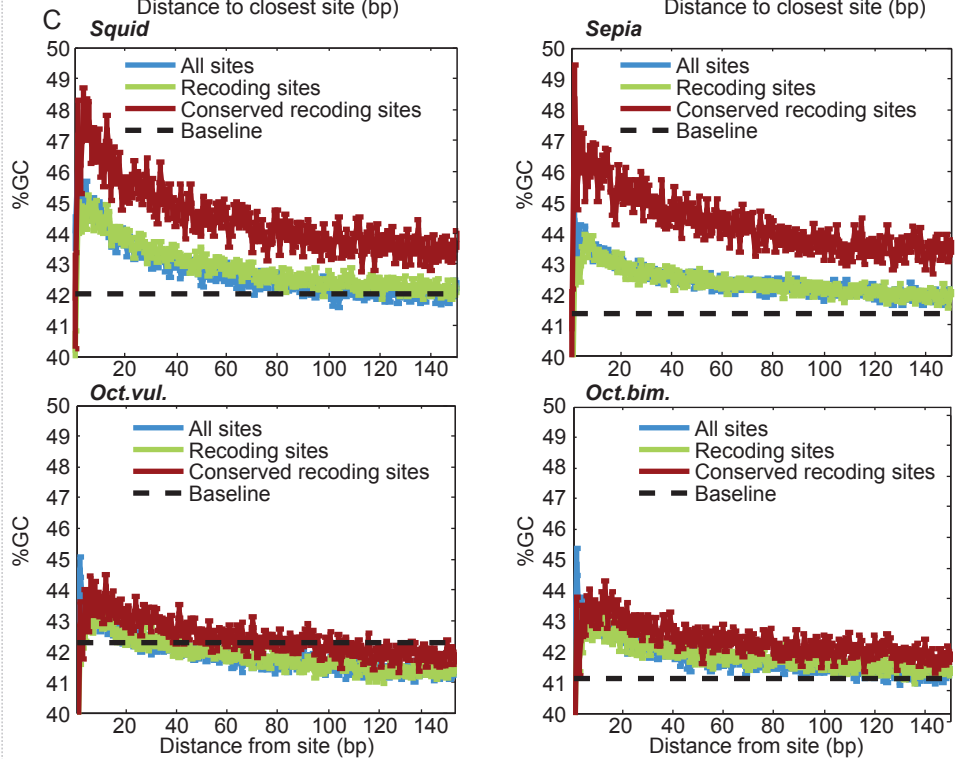 Distance to closest site (bp) Distance to closest site (bp)
C
Squid
50
49
48
47
46
45
44
43
42
41
40
%GC
All sites
Recoding sites
Conserved recoding sites
Baseline
20 40 60 80 100 120 140
Sepia
50
49
48
47
46
45
44
43
42
41
40
%GC
All sites
Recoding sites
Conserved recoding sites
Baseline
20 40 60 80 100 120 140
Oct.vul.
50
49
48
47
46
45
44
43
42
41
40
%GC
All sites
Recoding sites
Conserved recoding sites
Baseline
20 40 60 80 100 120 140
Distance from site (bp)
Oct.bim.
50
49
48
47
46
45
44
43
42
41
40
%GC
All sites
Recoding sites
Conserved recoding sites
Baseline
20 40 60 80 100 120 140
Distance from site (bp)